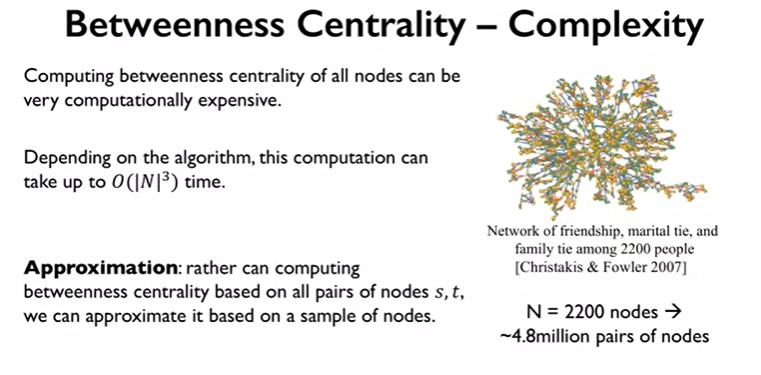 Betweenness Centrality – Complexity
Computing betweenness centrality of all nodes can be
very computationally expensive.
Depending on the algorithm, this computation can
take up to O(|N|³) time.
Approximation: rather can computing
betweenness centrality based on all pairs of nodes s, t,
we can approximate it based on a sample of nodes.
Network of friendship, marital tie, and
family tie among 2200 people
[Christakis & Fowler 2007]
N = 2200 nodes →
~4.8million pairs of nodes